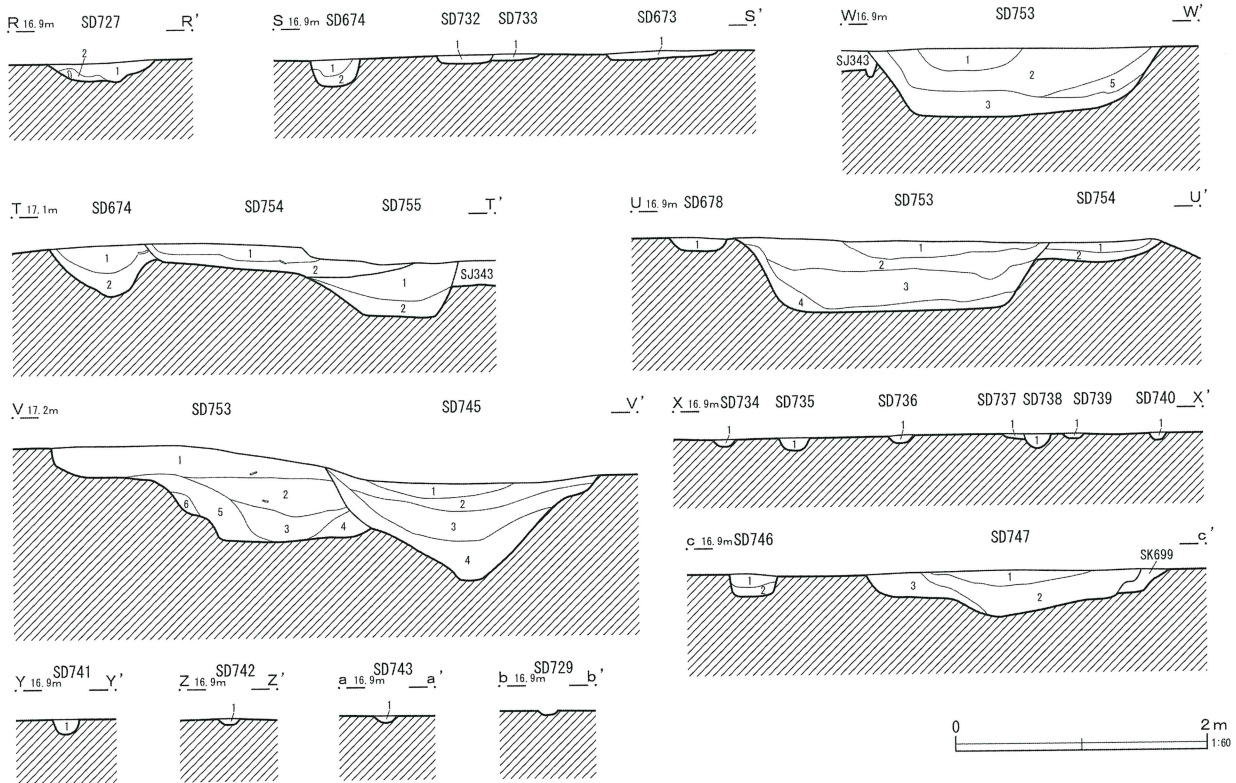 R 16.9m SD727 R'
2
1
S 16.9m SD674 SD732 SD733 SD673 S'
1 1 1
1
2
W 16.9m SD753 W'
SJ343
1
2
5
3
T 17.1m SD674 SD754 SD755 T'
1 1
2 SJ343
1
2 2
U 16.9m SD678 SD753 SD754 U'
1 1 1
2 2
3
4
V 17.2m SD753 SD745 V'
1
2 1
2
6 5 3 4 3
4
X 16.9m SD734 SD735 SD736 SD737 SD738 SD739 SD740 X'
1 1 1 1 1
1 1
c 16.9m SD746 SD747 c'
SK699
1 1
2 3 2
SD741
Y 16.9m Y'
1
SD742
Z 16.9m Z'
1
SD743
a 16.9m a'
1
SD729
b 16.9m b'
0 2m
1:60